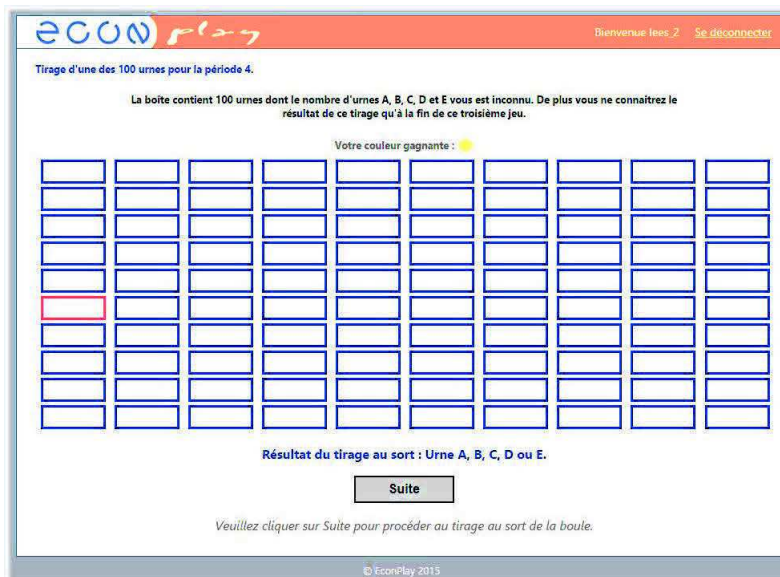 econ play
Bienvenue lees_2 Se déconnecter
Tirage d'une des 100 urnes pour la période 4.
La boîte contient 100 urnes dont le nombre d'urnes A, B, C, D et E vous est inconnu. De plus vous ne connaitrez le
résultat de ce tirage qu'à la fin de ce troisième jeu.
Votre couleur gagnante :
Résultat du tirage au sort : Urne A, B, C, D ou E.
Suite
Veuillez cliquer sur Suite pour procéder au tirage au sort de la boule.
© EconPlay 2015